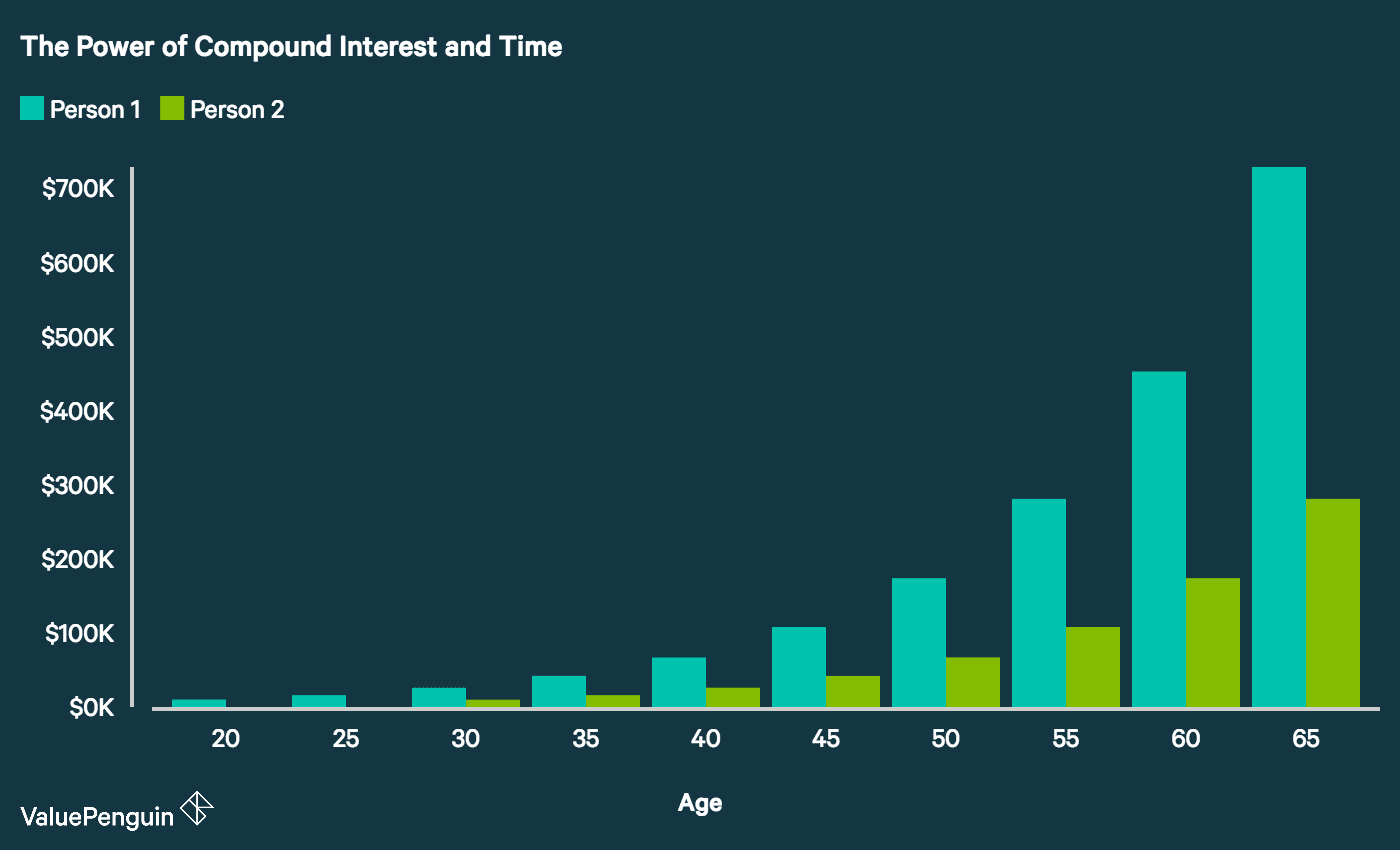 The Power of Compound Interest and Time
Person 1 Person 2
$700K
$600K
$500K
$400K
$300K
$200K
$100K
$0K
20 25 30 35 40 45 50 55 60 65
Age
ValuePenguin